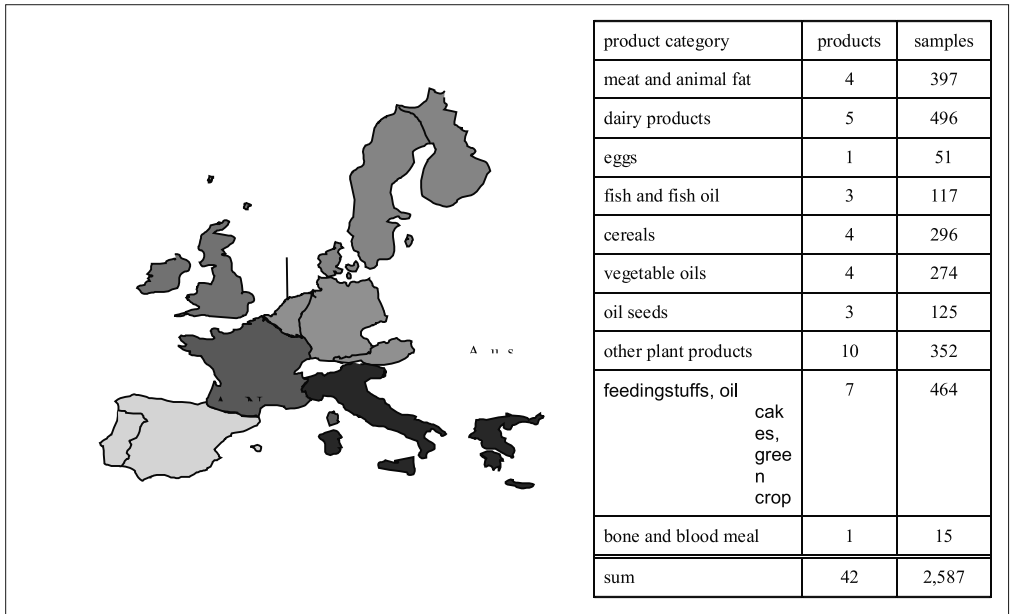 product category products samples
meat and animal fat 4 397
dairy products 5 496
eggs 1 51
fish and fish oil 3 117
cereals 4 296
vegetable oils 4 274
oil seeds 3 125
other plant products 10 352
feedingstuffs, oil 7 464
cak
es,
gree
n
crop
bone and blood meal 1 15
sum 42 2,587